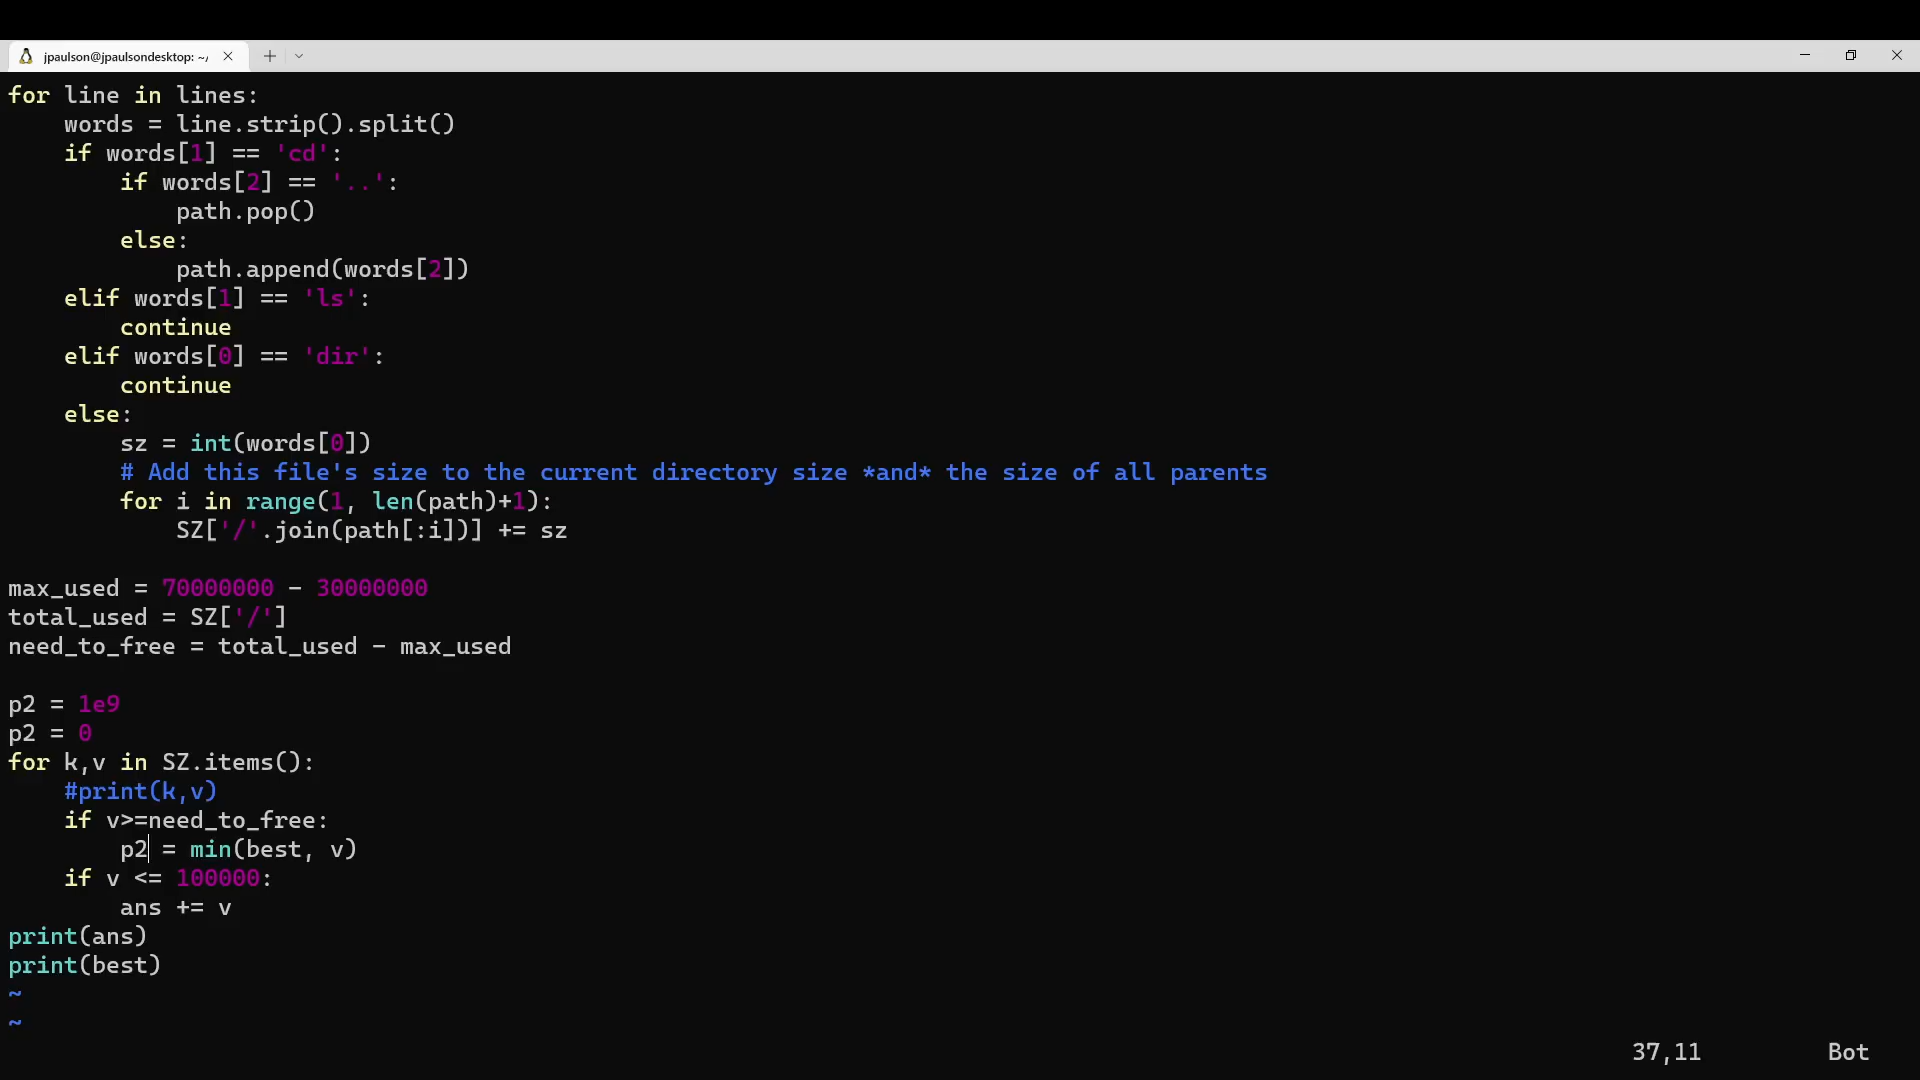 jpaulson@jpaulsondesktop: ~/
for line in lines:
    words = line.strip().split()
    if words[1] == 'cd':
        if words[2] == '..':
            path.pop()
        else:
            path.append(words[2])
    elif words[1] == 'ls':
        continue
    elif words[0] == 'dir':
        continue
    else:
        sz = int(words[0])
        # Add this file's size to the current directory size *and* the size of all parents
        for i in range(1, len(path)+1):
            SZ['/'.join(path[:i])] += sz

max_used = 70000000 - 30000000
total_used = SZ['/']
need_to_free = total_used - max_used

p2 = 1e9
p2 = 0
for k,v in SZ.items():
    #print(k,v)
    if v>=need_to_free:
        p2 = min(best, v)
    if v <= 100000:
        ans += v
print(ans)
print(best)
~
~
37,11 Bot